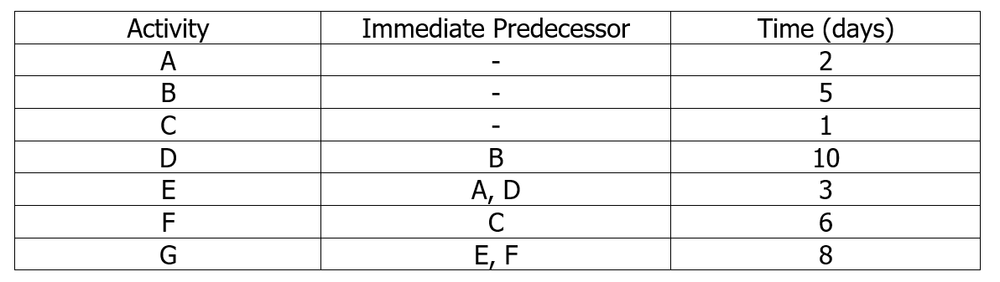 Activity Immediate Predecessor Time (days)
A - 2
B - 5
C - 1
D B 10
E A, D 3
F C 6
G E, F 8